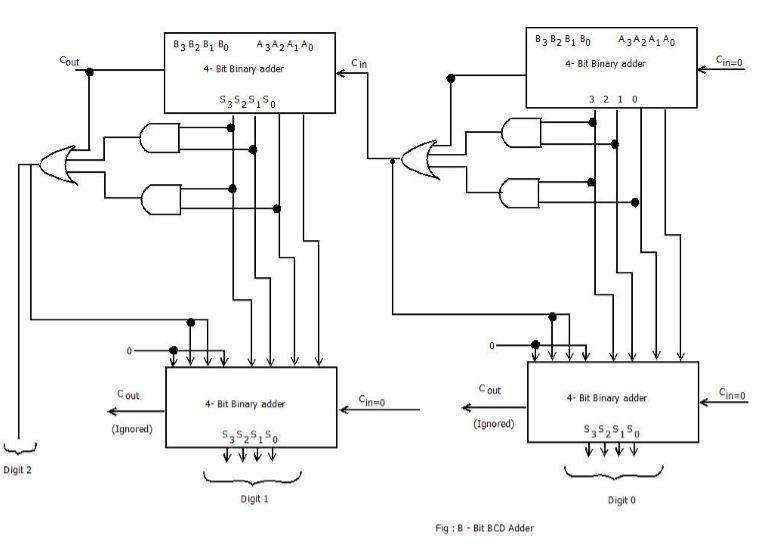 B3 B2 B1 B0 A3 A2 A1 A0
4- Bit Binary adder
S3 S2 S1 S0
Cout
Cin
B3 B2 B1 B0 A3 A2 A1 A0
4- Bit Binary adder
3 2 1 0
Cin=0
0
Cout
(Ignored)
4- Bit Binary adder
S3 S2 S1 S0
Cin=0
Digit 2
Digit 1
0
Cout
(Ignored)
4- Bit Binary adder
S3 S2 S1 S0
Cin=0
Digit 0
Fig : 8 - Bit BCD Adder